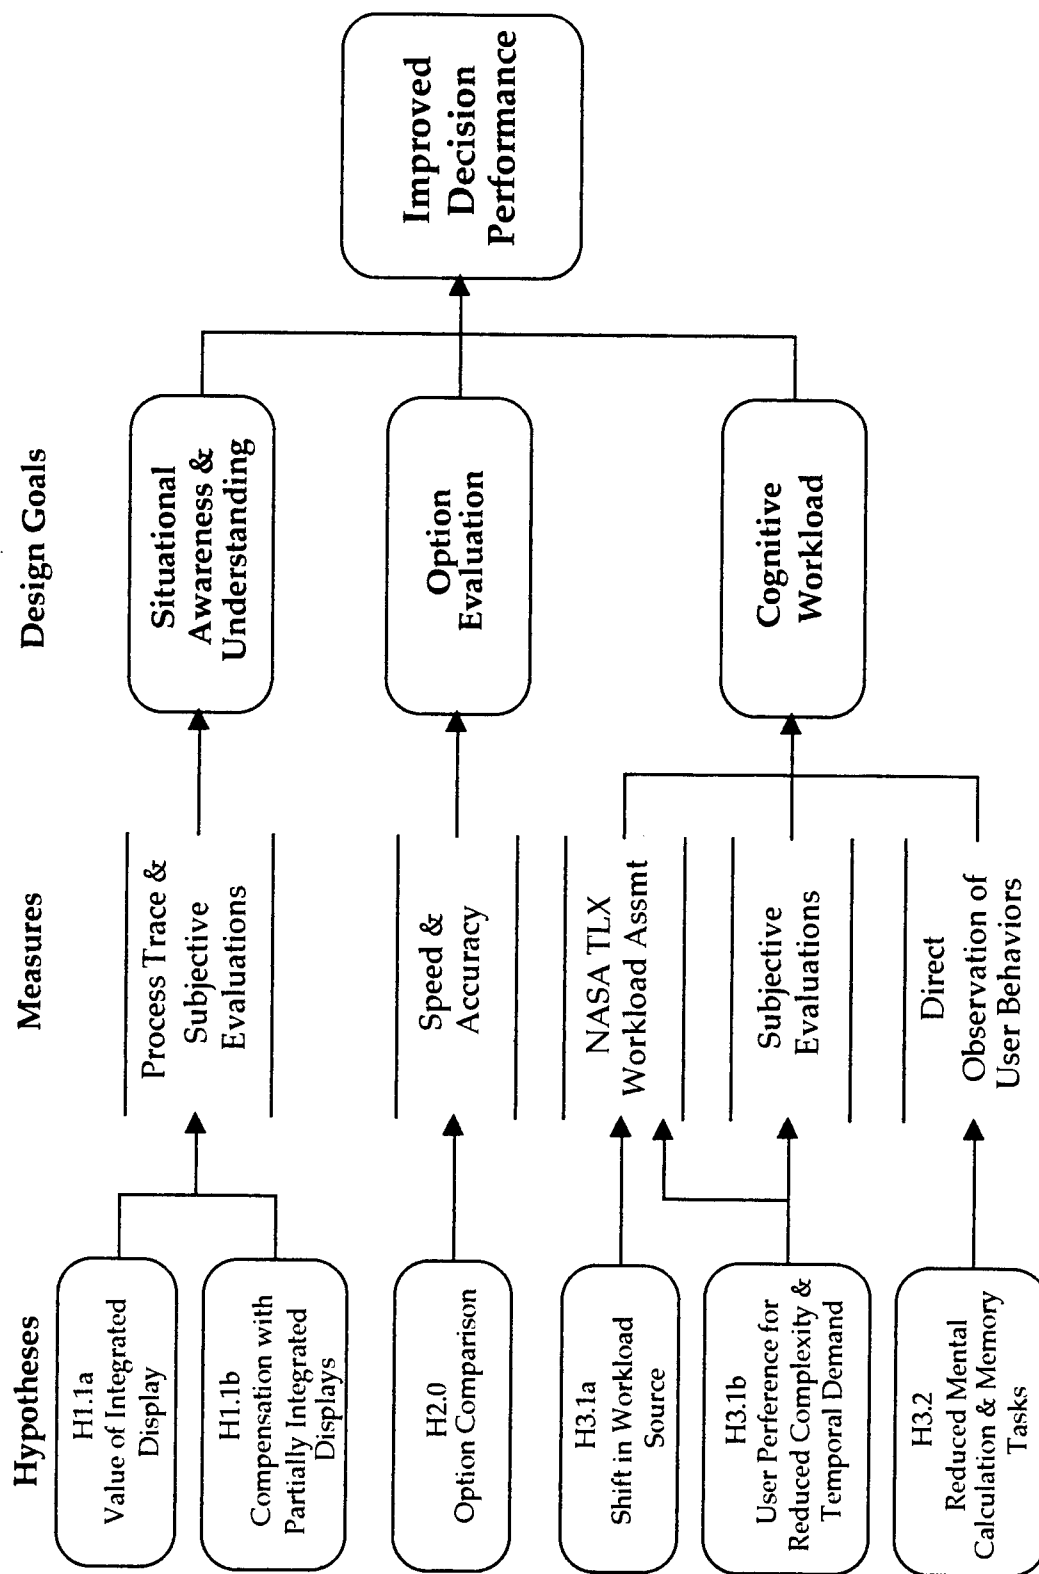 Hypotheses
Measures
Design Goals
H1.1a
Value of Integrated
Display
H1.1b
Compensation with
Partially Integrated
Displays
H2.0
Option Comparison
H3.1a
Shift in Workload
Source
H3.1b
User Perference for
Reduced Complexity &
Temporal Demand
H3.2
Reduced Mental
Calculation & Memory
Tasks
Process Trace &
Subjective
Evaluations
Speed &
Accuracy
NASA TLX
Workload Assmt
Subjective
Evaluations
Direct
Observation of
User Behaviors
Situational
Awareness &
Understanding
Option
Evaluation
Cognitive
Workload
Improved
Decision
Performance